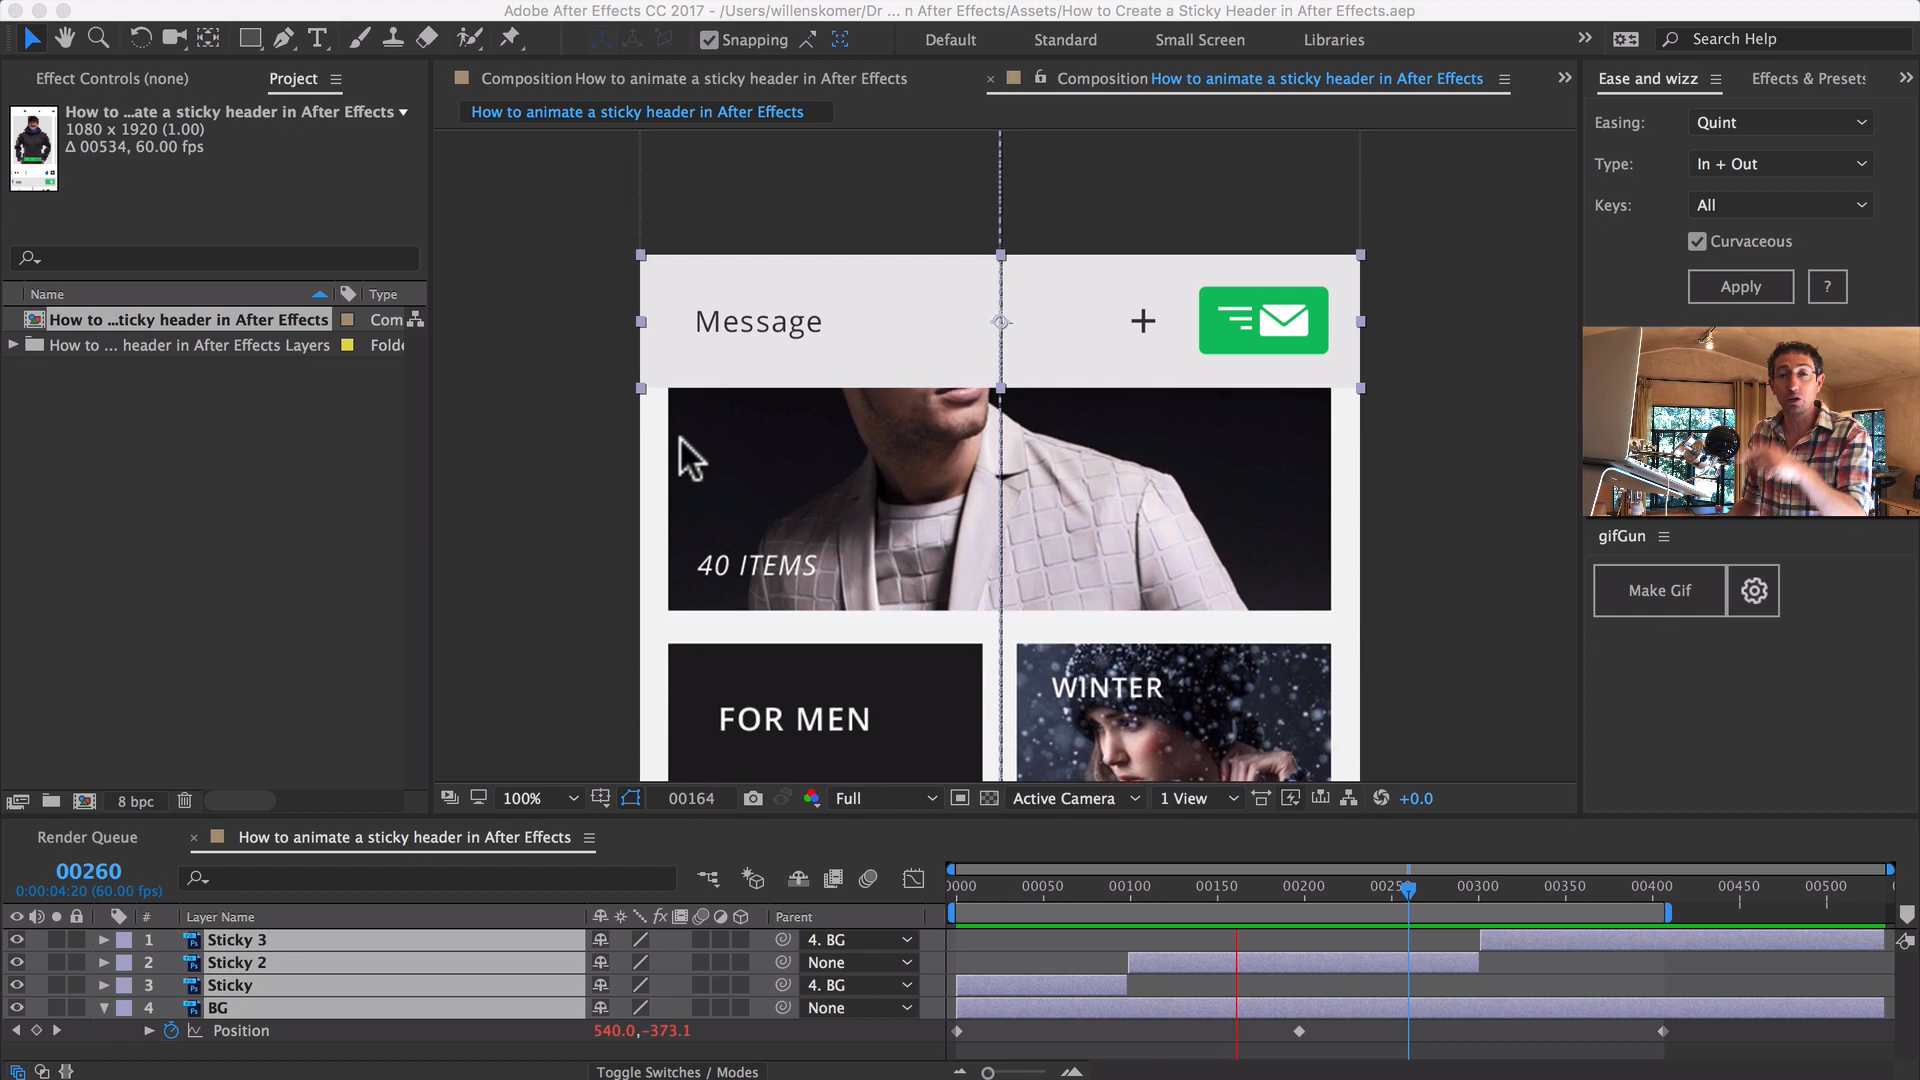 Adobe After Effects CC 2017 - /Users/willenskomer/Dr ... n After Effects/Assets/How to Create a Sticky Header in After Effects.aep
Snapping
Default
Standard
Small Screen
Libraries
Search Help
Effect Controls (none)
Project
Composition How to animate a sticky header in After Effects
Composition How to animate a sticky header in After Effects
Ease and wizz
Effects & Presets
How to ...ate a sticky header in After Effects
1080 x 1920 (1.00)
Δ 00534, 60.00 fps
How to animate a sticky header in After Effects
Easing:
Quint
Type:
In + Out
Keys:
All
Curvaceous
Apply
?
Name
Type
How to ...ticky header in After Effects
Com
How to ... header in After Effects Layers
Folde
Message
40 ITEMS
FOR MEN
WINTER
gifGun
Make Gif
8 bpc
100%
00164
Full
Active Camera
1 View
+0.0
Render Queue
How to animate a sticky header in After Effects
00260
0:00:04:20 (60.00 fps)
0000
00050
00100
00150
00200
0025
00300
00350
00400
00450
00500
#
Layer Name
fx
Parent
1
Ps
Sticky 3
4. BG
2
Ps
Sticky 2
None
3
Ps
Sticky
4. BG
4
Ps
BG
None
Position
540.0,-373.1
Toggle Switches / Modes